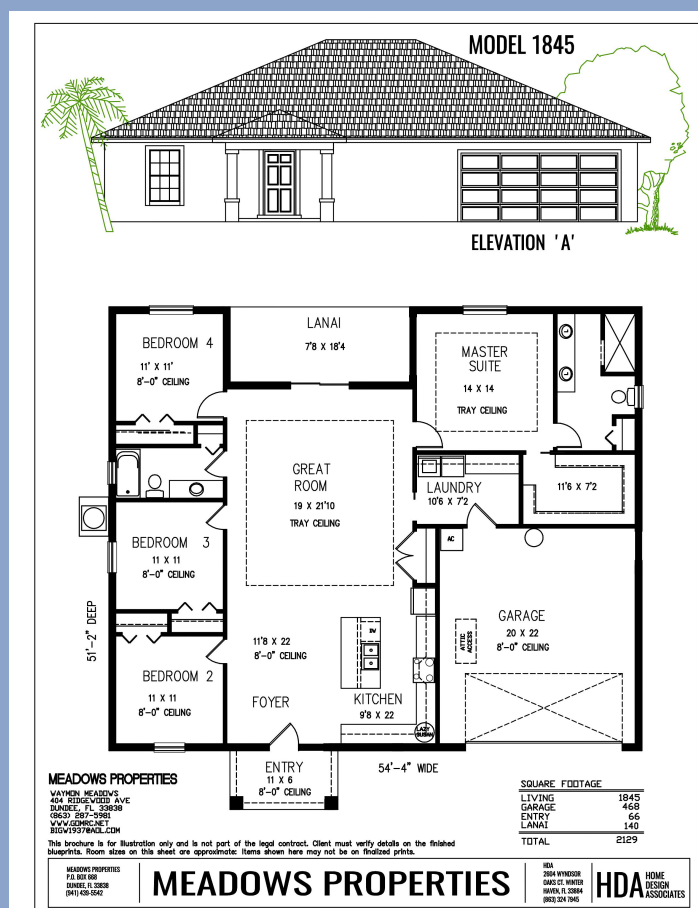 MODEL 1845
ELEVATION 'A'
LANAI
7'8 X 18'4
BEDROOM 4
11' X 11'
8'-0" CEILING
MASTER
SUITE
14 X 14
TRAY CEILING
GREAT
ROOM
19 X 21'10
TRAY CEILING
LAUNDRY
10'6 X 7'2
11'6 X 7'2
BEDROOM 3
11 X 11
8'-0" CEILING
AC
GARAGE
20 X 22
8'-0" CEILING
ATTIC
ACCESS
51'-2" DEEP
11'8 X 22
8'-0" CEILING
DW
BEDROOM 2
11 X 11
8'-0" CEILING
FOYER
KITCHEN
9'8 X 22
LAZY
SUSAN
ENTRY
11 X 6
8'-0" CEILING
54'-4" WIDE
MEADOWS PROPERTIES
WAYMON MEADOWS
404 RIDGEWOOD AVE
DUNDEE, FL 33838
(863) 287-5981
WWW.GDMRC.NET
BIGW1937@AOL.COM
SQUARE FOOTAGE
LIVING 1845
GARAGE 468
ENTRY 66
LANAI 140
TOTAL 2129
This brochure is for illustration only and is not part of the legal contract. Client must verify details on the finished
blueprints. Room sizes on this sheet are approximate: Items shown here may not be on finalized prints.
MEADOWS PROPERTIES
P.O. BOX 668
DUNDEE, FL 33838
(941) 439-5542
MEADOWS PROPERTIES
HDA
2604 WYNDSOR
OAKS CT. WINTER
HAVEN, FL 33884
(863) 324 7945
HDA HOME
DESIGN
ASSOCIATES